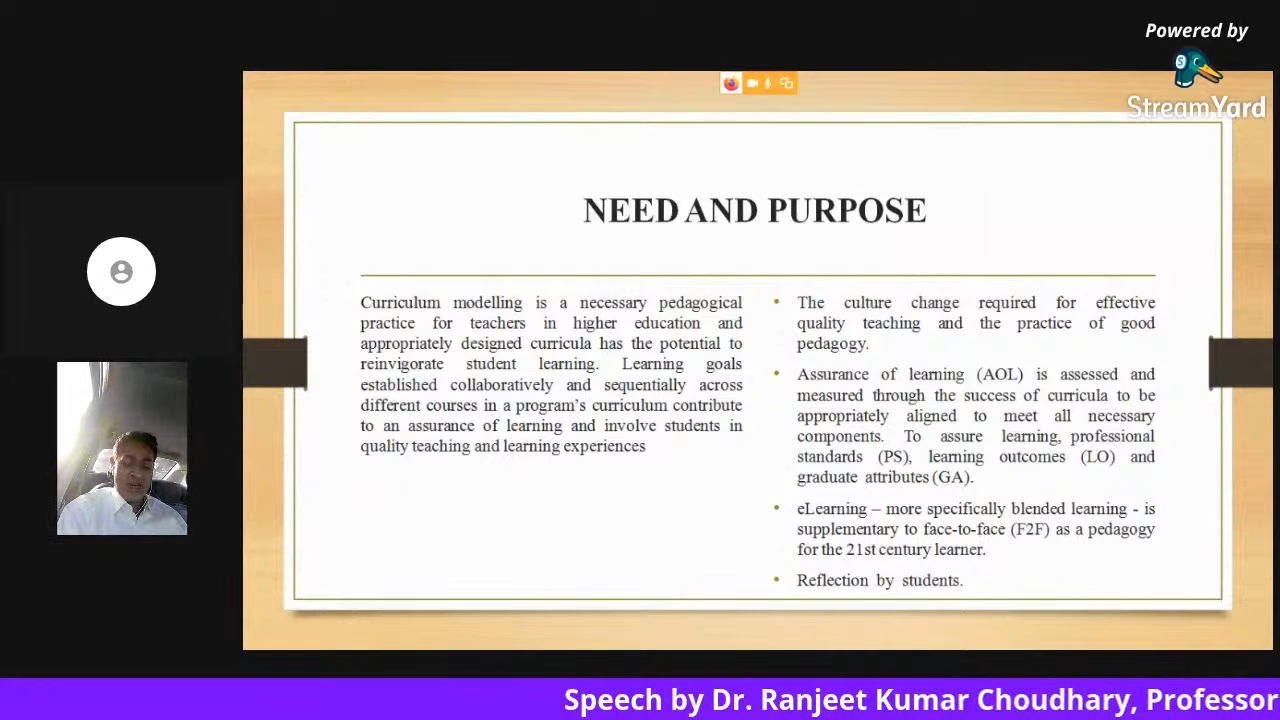 Powered by
StreamYard
NEED AND PURPOSE
Curriculum modelling is a necessary pedagogical
practice for teachers in higher education and
appropriately designed curricula has the potential to
reinvigorate student learning. Learning goals
established collaboratively and sequentially across
different courses in a program's curriculum contribute
to an assurance of learning and involve students in
quality teaching and learning experiences
• The culture change required for effective
quality teaching and the practice of good
pedagogy.
• Assurance of learning (AOL) is assessed and
measured through the success of curricula to be
appropriately aligned to meet all necessary
components. To assure learning, professional
standards (PS), learning outcomes (LO) and
graduate attributes (GA).
• eLearning – more specifically blended learning - is
supplementary to face-to-face (F2F) as a pedagogy
for the 21st century learner.
• Reflection by students.
Speech by Dr. Ranjeet Kumar Choudhary, Professor